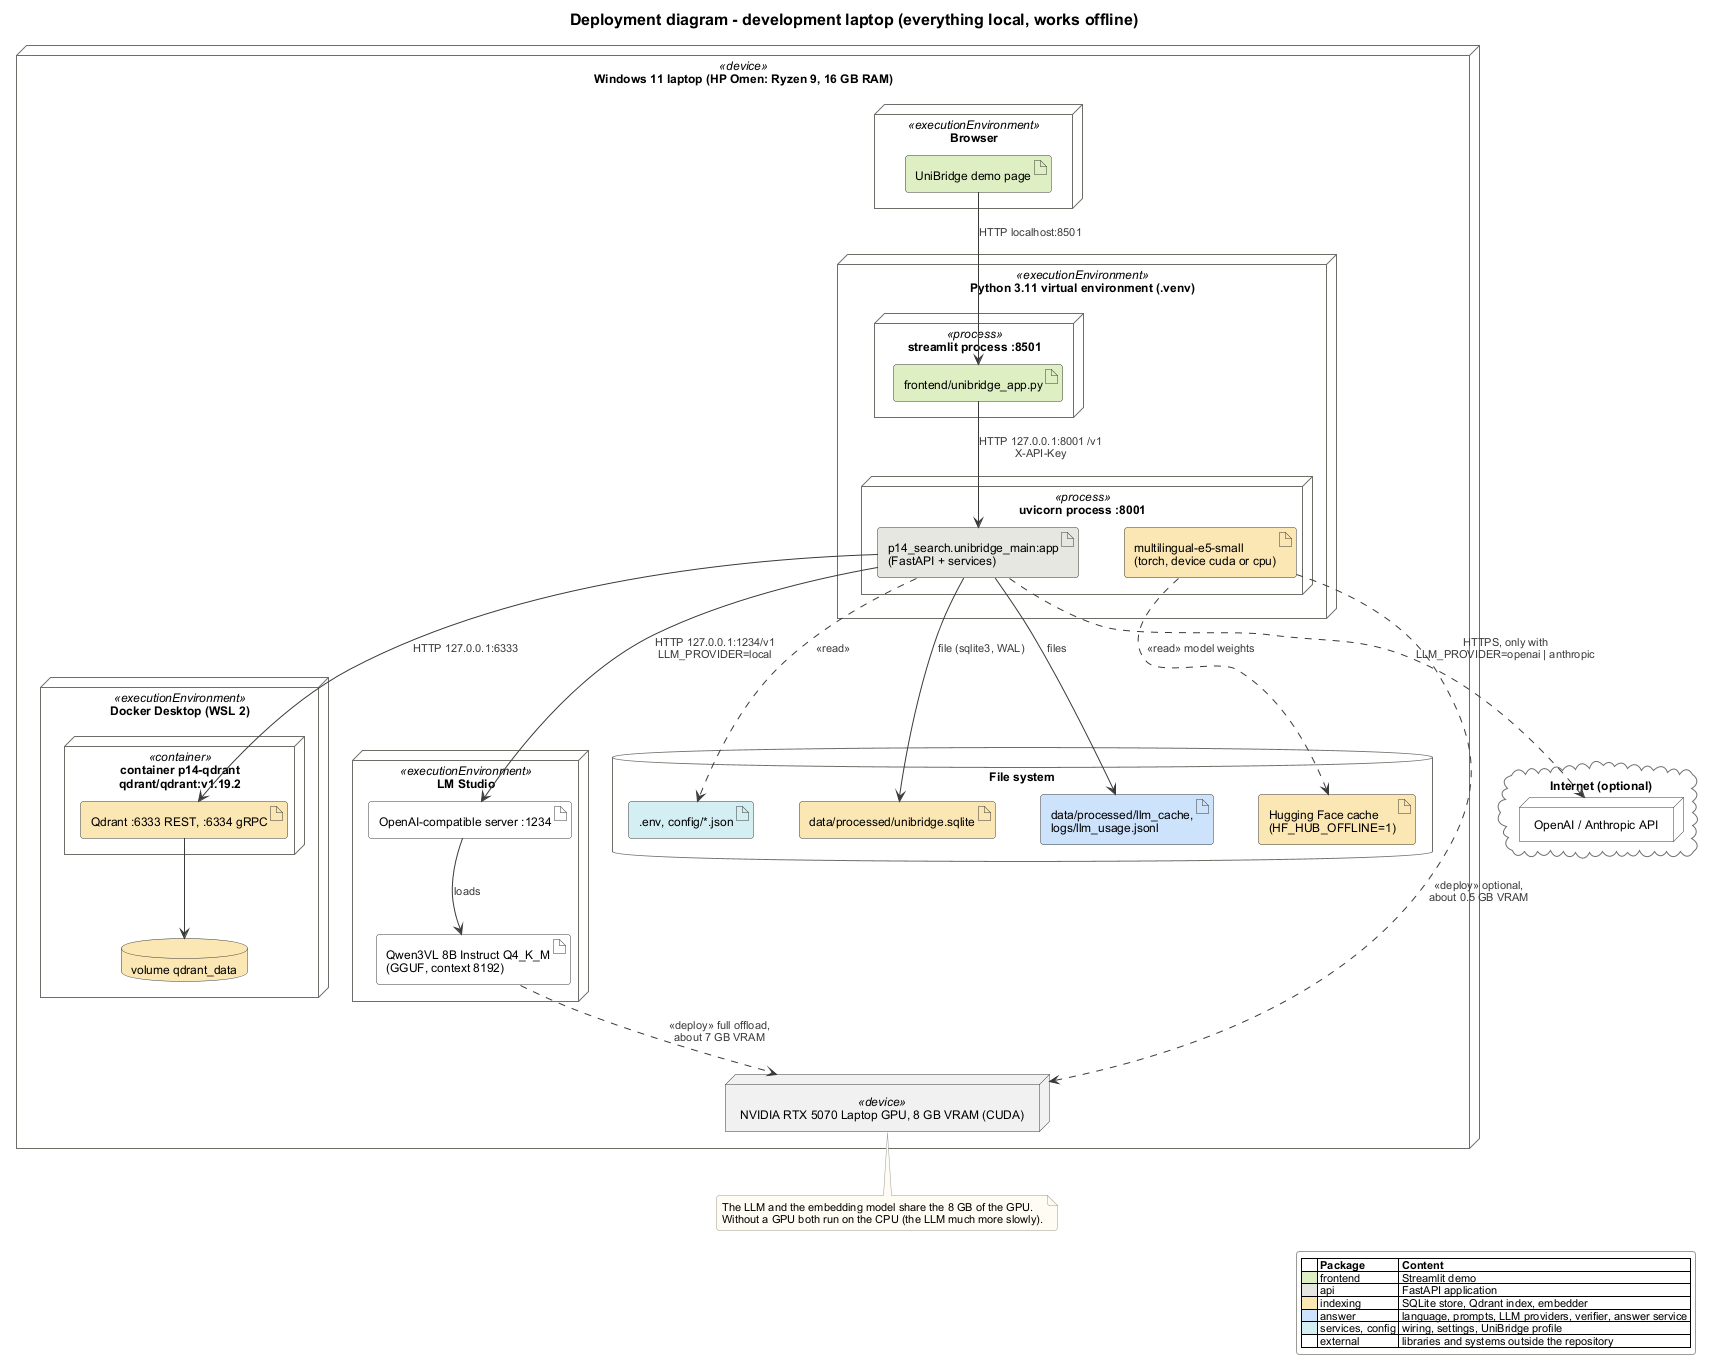 Deployment diagram - development laptop (everything local, works offline)
«device»
Windows 11 laptop (HP Omen: Ryzen 9, 16 GB RAM)
«executionEnvironment»
Browser
UniBridge demo page
HTTP localhost:8501
«executionEnvironment»
Python 3.11 virtual environment (.venv)
«process»
streamlit process :8501
frontend/unibridge_app.py
HTTP 127.0.0.1:8001 /v1
X-API-Key
«process»
uvicorn process :8001
p14_search.unibridge_main:app
(FastAPI + services)
multilingual-e5-small
(torch, device cuda or cpu)
HTTP 127.0.0.1:6333
HTTP 127.0.0.1:1234/v1
LLM_PROVIDER=local
«read»
file (sqlite3, WAL)
files
«read» model weights
HTTPS, only with
LLM_PROVIDER=openai | anthropic
«executionEnvironment»
Docker Desktop (WSL 2)
«container»
container p14-qdrant
qdrant/qdrant:v1.19.2
Qdrant :6333 REST, :6334 gRPC
volume qdrant_data
«executionEnvironment»
LM Studio
OpenAI-compatible server :1234
loads
Qwen3VL 8B Instruct Q4_K_M
(GGUF, context 8192)
File system
.env, config/*.json
data/processed/unibridge.sqlite
data/processed/llm_cache,
logs/llm_usage.jsonl
Hugging Face cache
(HF_HUB_OFFLINE=1)
Internet (optional)
OpenAI / Anthropic API
«deploy» optional,
about 0.5 GB VRAM
«deploy» full offload,
about 7 GB VRAM
«device»
NVIDIA RTX 5070 Laptop GPU, 8 GB VRAM (CUDA)
The LLM and the embedding model share the 8 GB of the GPU.
Without a GPU both run on the CPU (the LLM much more slowly).
Package Content
frontend Streamlit demo
api FastAPI application
indexing SQLite store, Qdrant index, embedder
answer language, prompts, LLM providers, verifier, answer service
services, config wiring, settings, UniBridge profile
external libraries and systems outside the repository